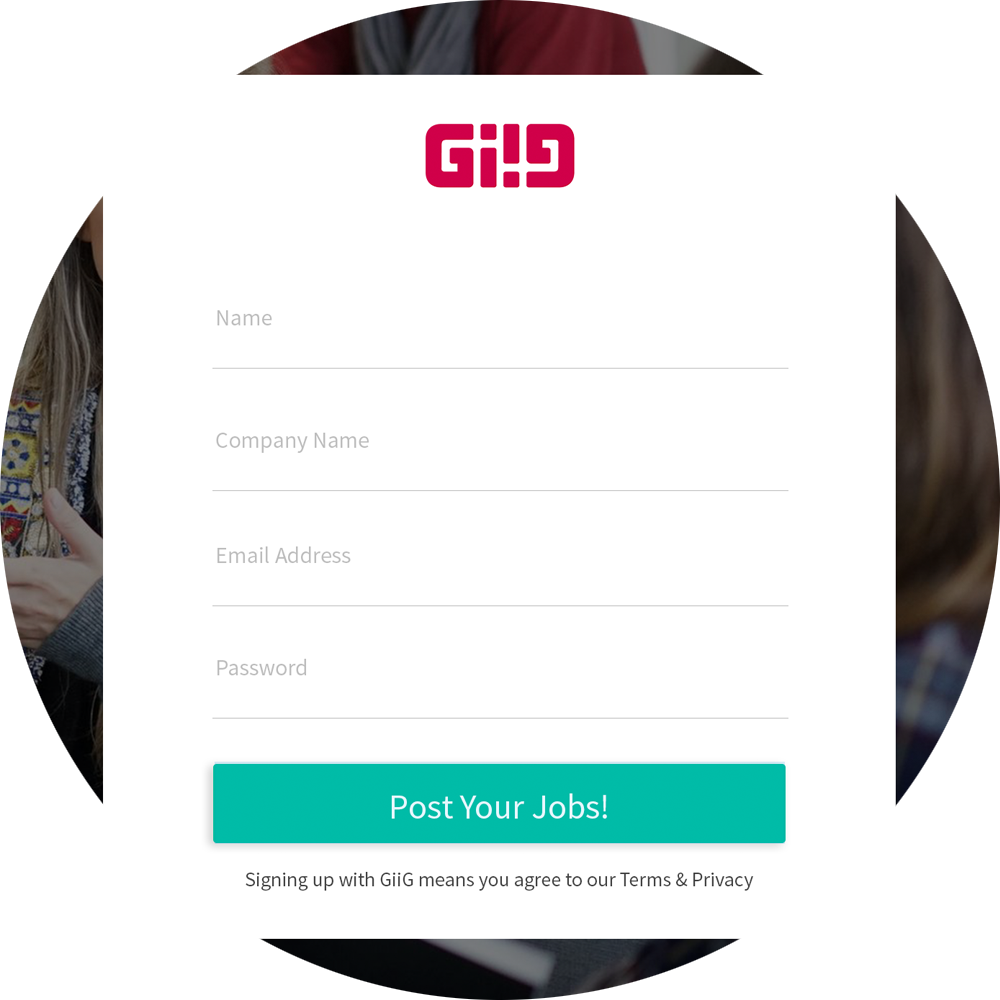 GiiG
Name
Company Name
Email Address
Password
Post Your Jobs!
Signing up with GiiG means you agree to our Terms & Privacy